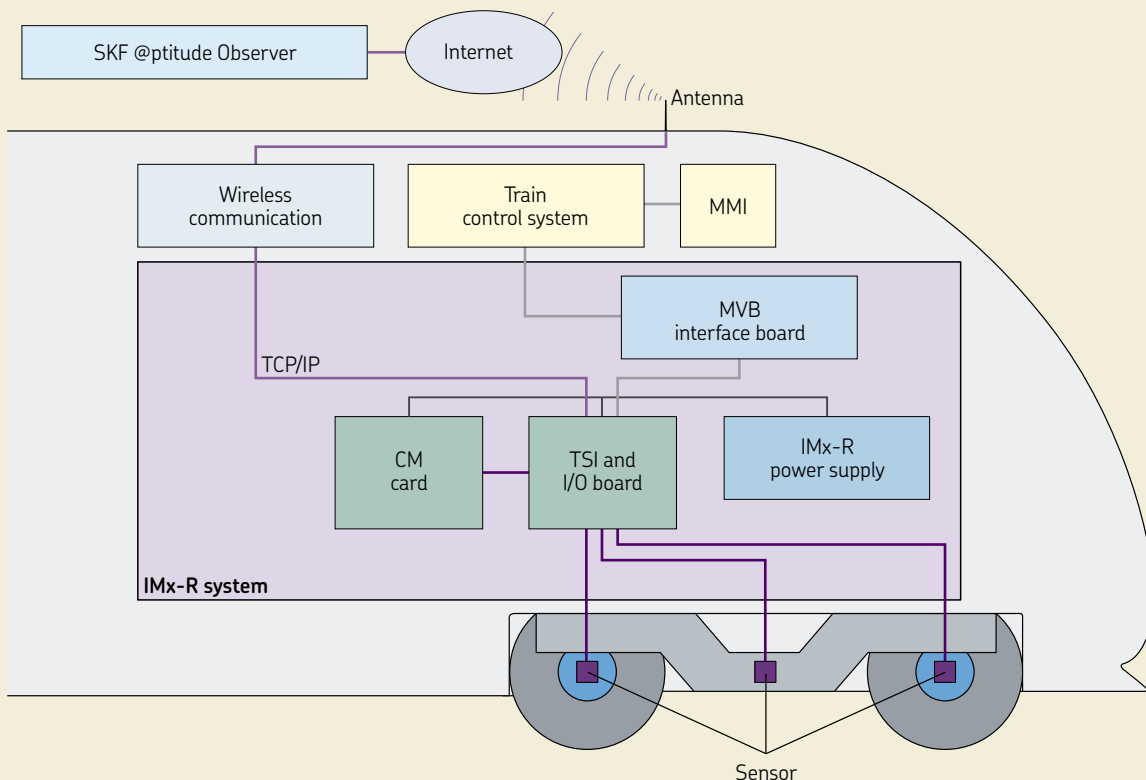 SKF @ptitude Observer
Internet
Antenna
Wireless
communication
Train
control system
MMI
MVB
interface board
TCP/IP
CM
card
TSI and
I/O board
IMx-R
power supply
IMx-R system
Sensor